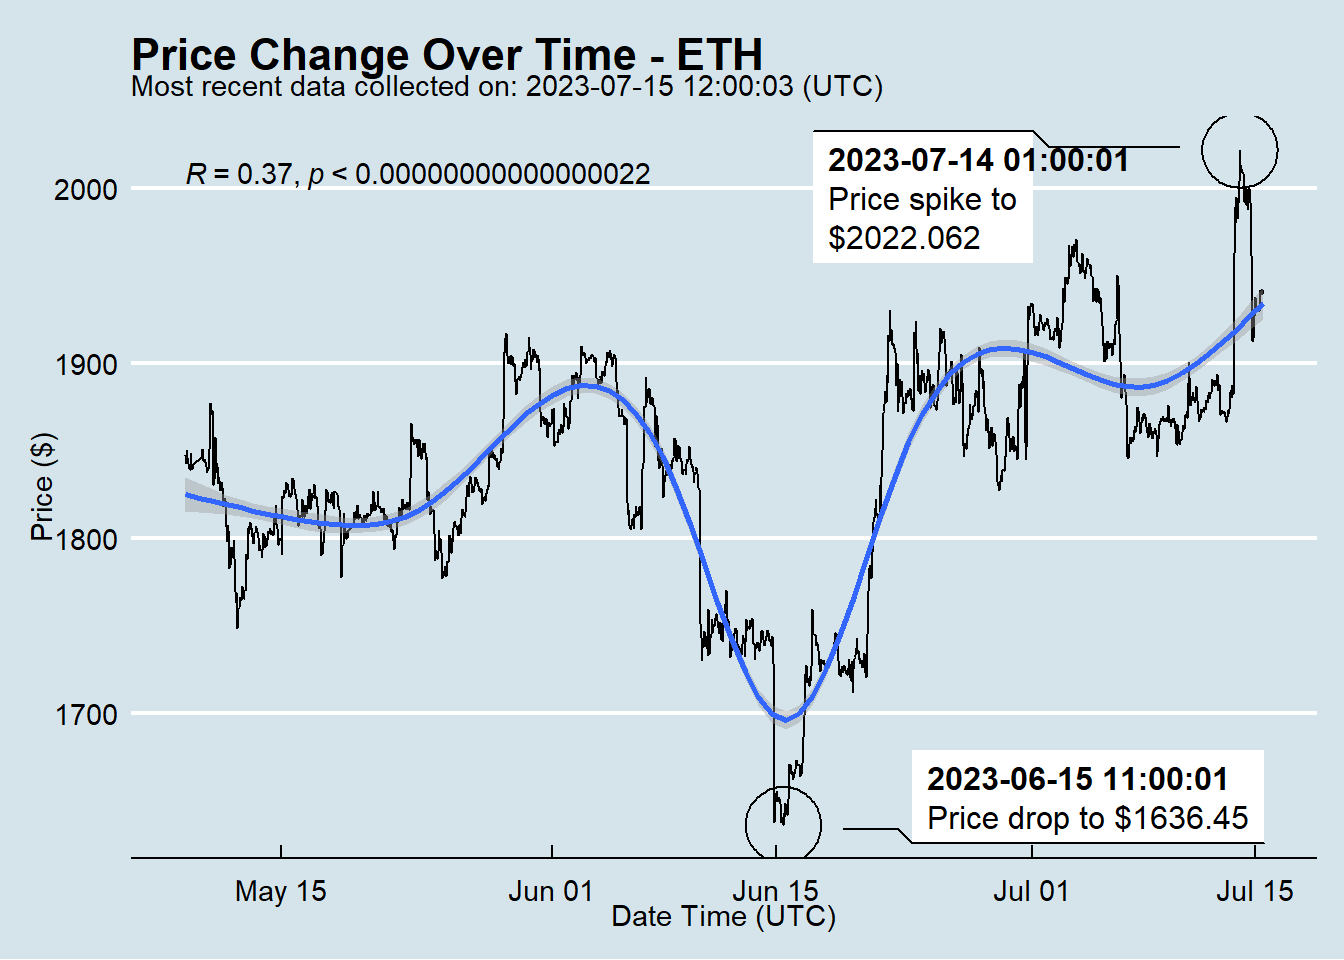 Price Change Over Time - ETH
Most recent data collected on: 2023-07-15 12:00:03 (UTC)
R = 0.37, p < 0.00000000000000022
2023-07-14 01:00:01
Price spike to
$2022.062
2000
1900
1800
1700
Price ($)
2023-06-15 11:00:01
Price drop to $1636.45
May 15
Jun 01
Jun 15
Jul 01
Jul 15
Date Time (UTC)